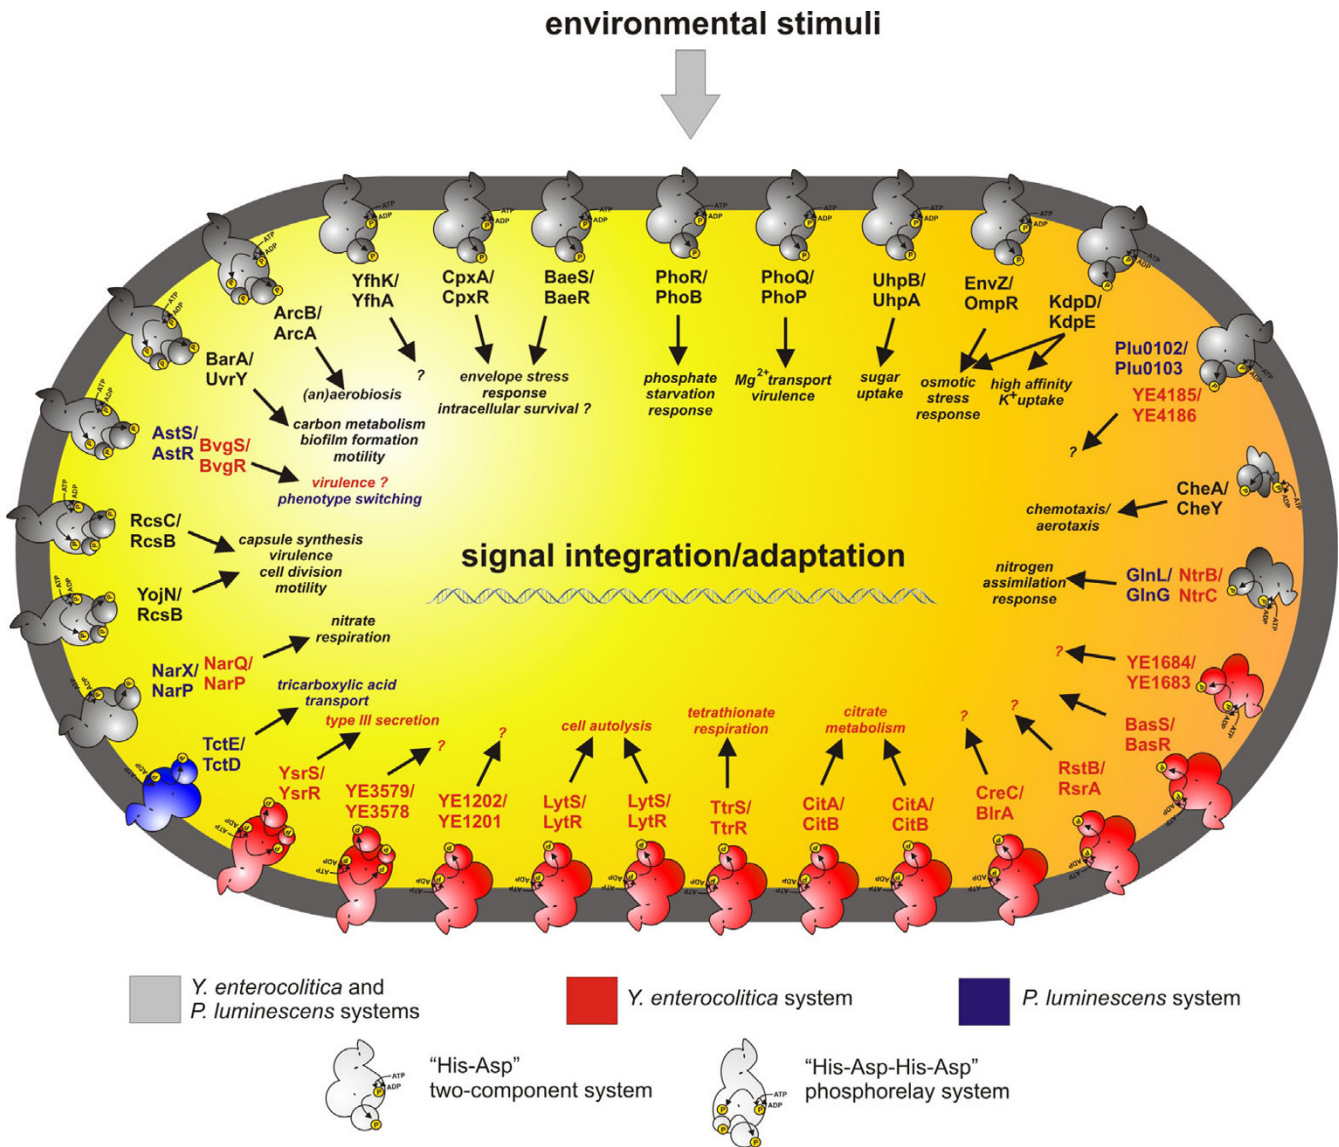 environmental stimuli
YfhK/
YfhA
?
CpxA/
CpxR
BaeS/
BaeR
envelope stress
response
intracellular survival ?
PhoR/
PhoB
phosphate
starvation
response
PhoQ/
PhoP
Mg2+ transport
virulence
UhpB/
UhpA
sugar
uptake
EnvZ/
OmpR
osmotic
stress
response
KdpD/
KdpE
high affinity
K+ uptake
ArcB/
ArcA
(an)aerobiosis
BarA/
UvrY
carbon metabolism
biofilm formation
motility
Plu0102/
Plu0103
YE4185/
YE4186
?
AstS/
AstR
BvgS/
BvgR
virulence ?
phenotype switching
CheA/
CheY
chemotaxis/
aerotaxis
RcsC/
RcsB
capsule synthesis
virulence
cell division
motility
YojN/
RcsB
signal integration/adaptation
nitrogen
assimilation
response
GlnL/
GlnG
NtrB/
NtrC
nitrate
respiration
NarX/
NarP
NarQ/
NarP
?
YE1684/
YE1683
tricarboxylic acid
transport
TctE/
TctD
BasS/
BasR
type III secretion
YsrS/
YsrR
?
YE3579/
YE3578
?
YE1202/
YE1201
cell autolysis
LytS/
LytR
LytS/
LytR
tetrathionate
respiration
TtrS/
TtrR
citrate
metabolism
CitA/
CitB
CitA/
CitB
?
CreC/
BlrA
?
RstB/
RsrA
Y. enterocolitica and
P. luminescens systems
Y. enterocolitica system
P. luminescens system
"His-Asp"
two-component system
ATP
ADP
P
P
"His-Asp-His-Asp"
phosphorelay system
ATP
ADP
P
P
P
P